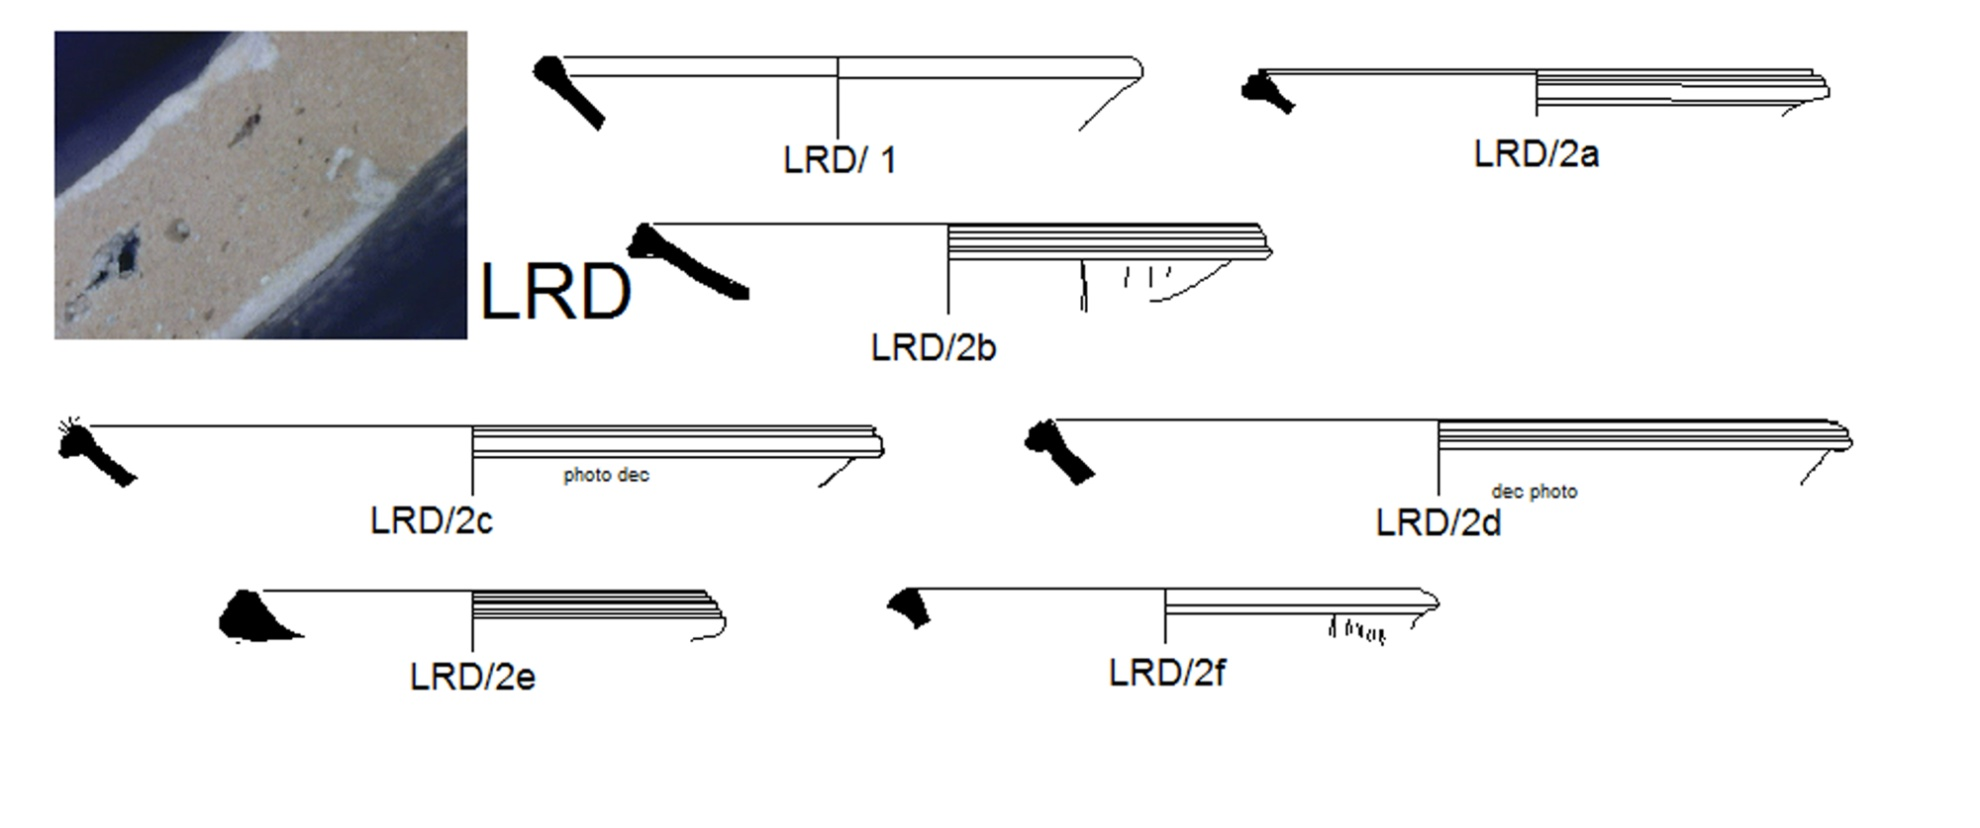 LRD/ 1
LRD/2a
LRD
LRD/2b
photo dec
LRD/2c
dec photo
LRD/2d
LRD/2e
LRD/2f